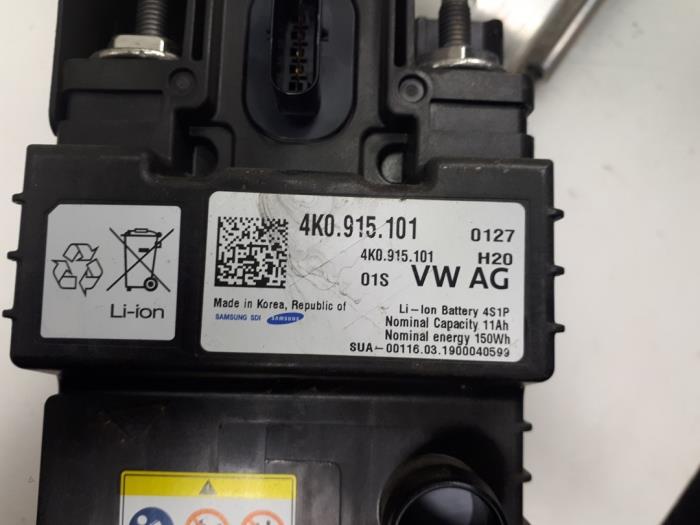 Li-ion
4K0.915.101
0127
4K0.915.101
H20
01S
VW AG
Made in Korea, Republic of
SAMSUNG SDI SAMSUNG
Li-Ion Battery 4S1P
Nominal Capacity 11Ah
Nominal energy 150Wh
SUA-00116.03.1900040599